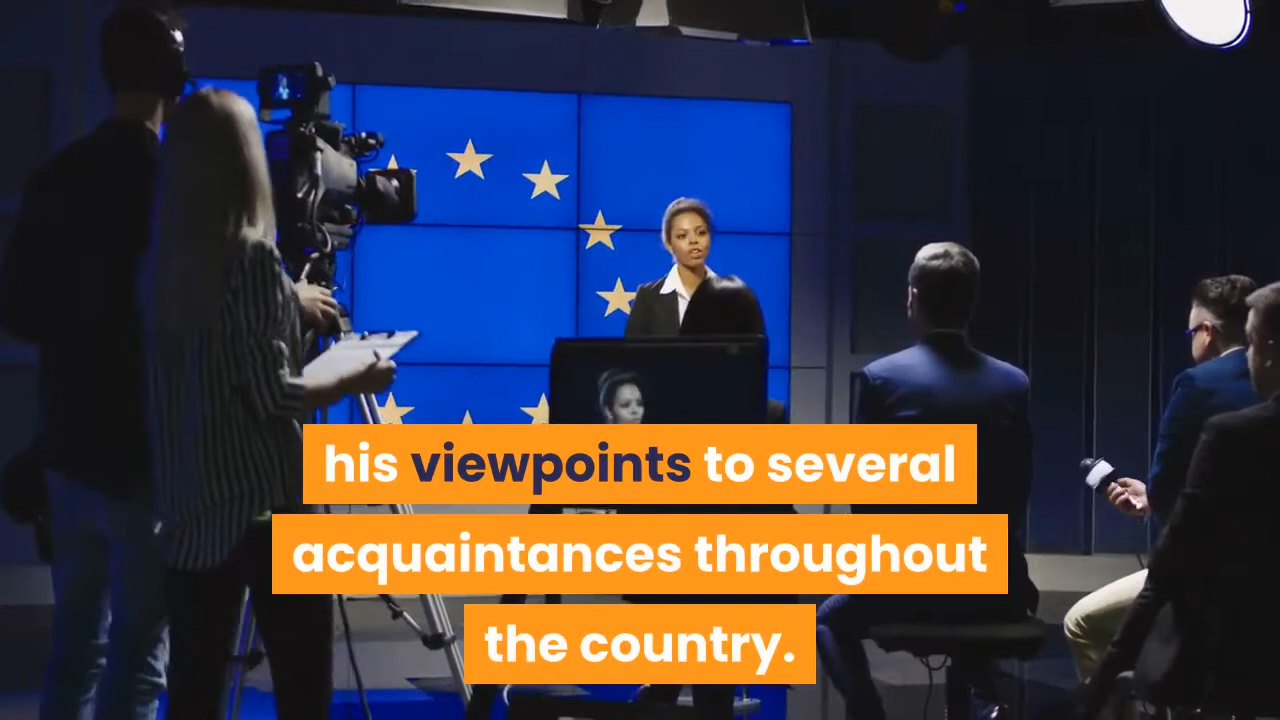 his viewpoints to several
acquaintances throughout
the country.